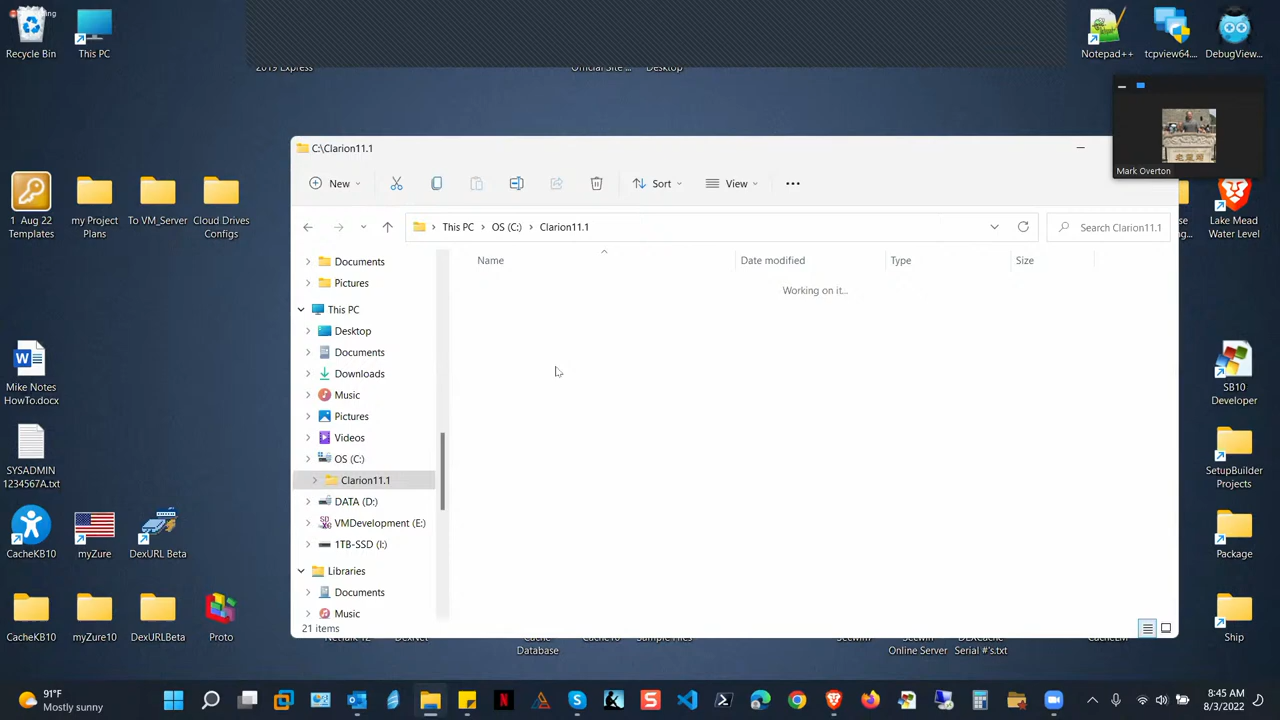 Recycle Bin
This PC
2019 Express
Official Site ...
Desktop
Notepad++
tcpview64....
DebugView...
Mark Overton
1 Aug 22
Templates
my Project
Plans
To VM_Server
Cloud Drives
Configs
Lake Mead
Water Level
C:\Clarion11.1
New
Sort
View
This PC
OS (C:)
Clarion11.1
Search Clarion11.1
Name
Date modified
Type
Size
Working on it...
Documents
Pictures
This PC
Desktop
Documents
Downloads
Music
Pictures
Videos
OS (C:)
Clarion11.1
DATA (D:)
VMDevelopment (E:)
1TB-SSD (I:)
Libraries
Documents
Music
21 items
Mike Notes
HowTo.docx
SYSADMIN
1234567A.txt
CacheKB10
myZure
DexURL Beta
CacheKB10
myZure10
DexURLBeta
Proto
SB10
Developer
SetupBuilder
Projects
Package
Ship
Database
Online Server
Serial #'s.txt
91°F
Mostly sunny
8:45 AM
8/3/2022